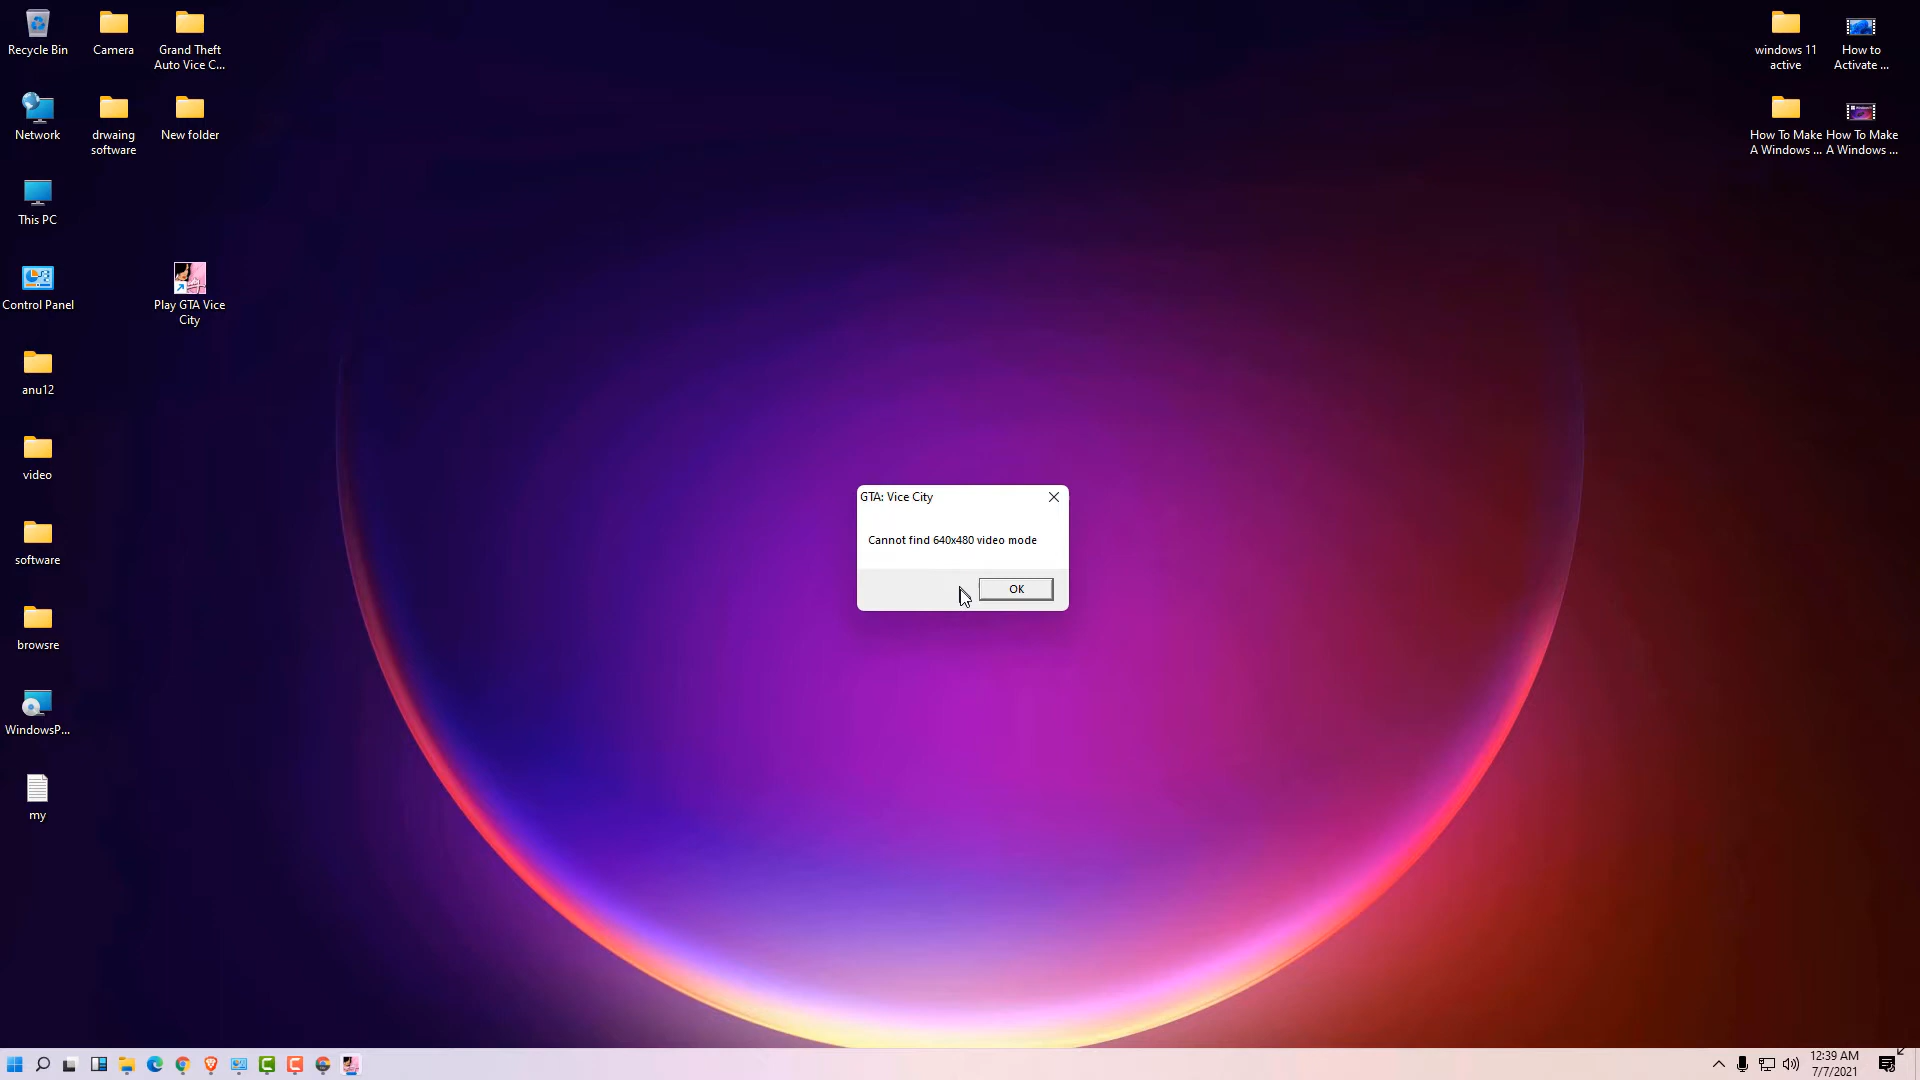 Recycle Bin
Camera
Grand Theft
Auto Vice C...
Network
drwaing
software
New folder
This PC
Control Panel
Play GTA Vice
City
anu12
video
software
browsre
WindowsP...
my
windows 11
active
How to
Activate ...
How To Make
A Windows ...
How To Make
A Windows ...
GTA: Vice City
Cannot find 640x480 video mode
OK
12:39 AM
7/7/2021